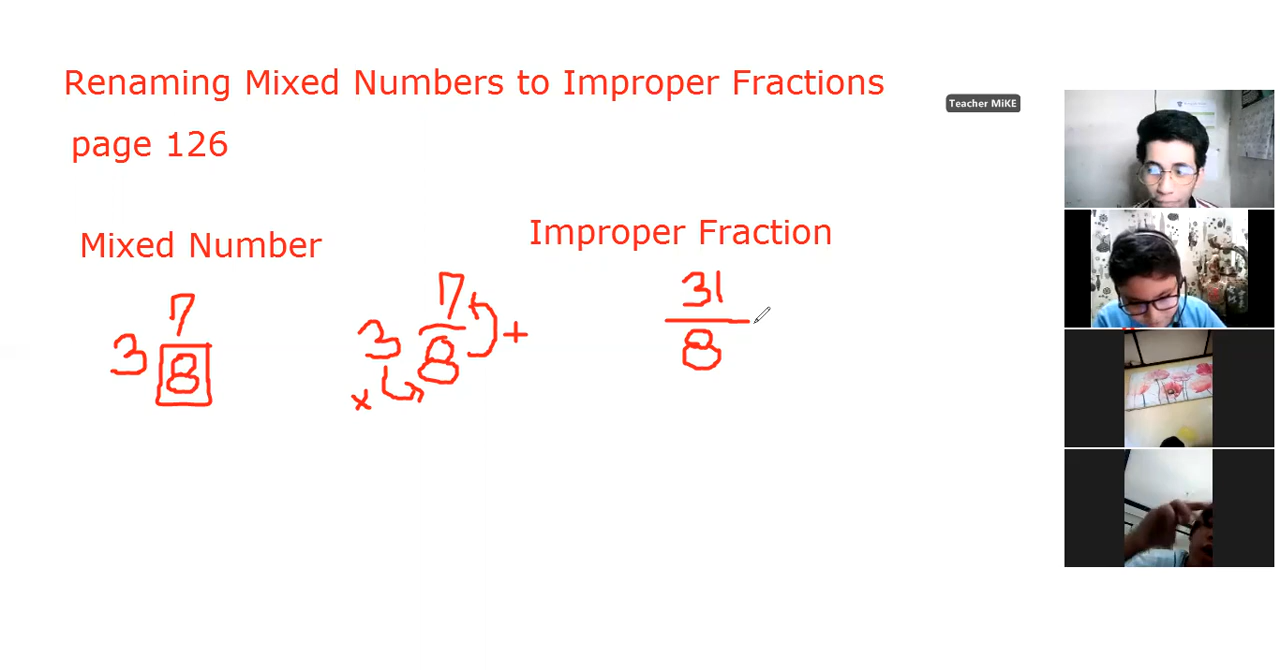 Renaming Mixed Numbers to Improper Fractions
Teacher MiKE
page 126
Mixed Number
Improper Fraction
3 7/8
3 7/8 × +
31/8